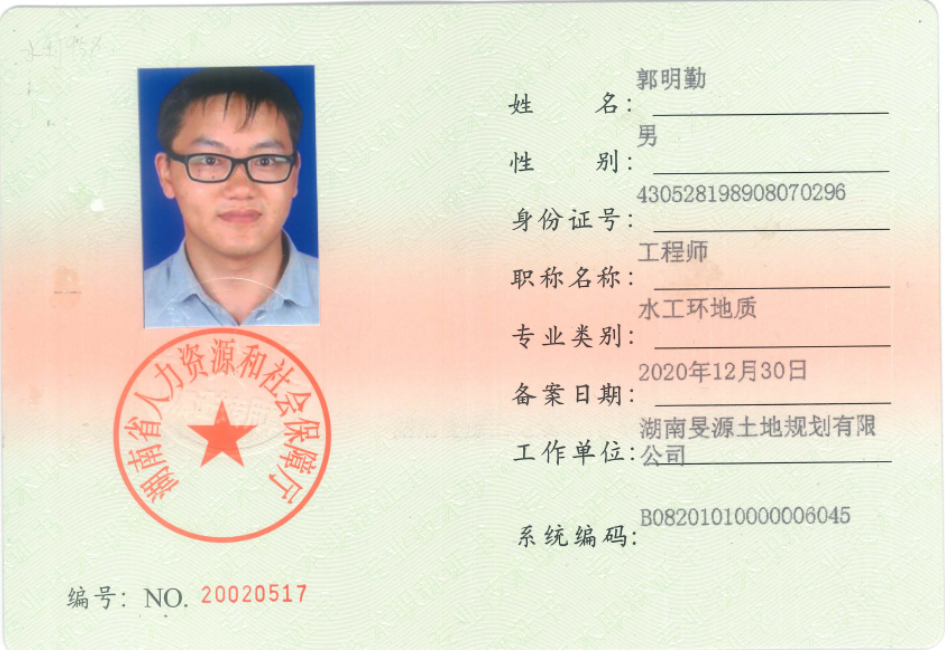 姓名：郭明勤
性别：男
身份证号：430528198908070296
职称名称：工程师
专业类别：水工环地质
备案日期：2020年12月30日
工作单位：湖南旻源土地规划有限
公司
系统编码：B08201010000006045
湖南省人力资源和社会保障厅
编号：NO. 20020517